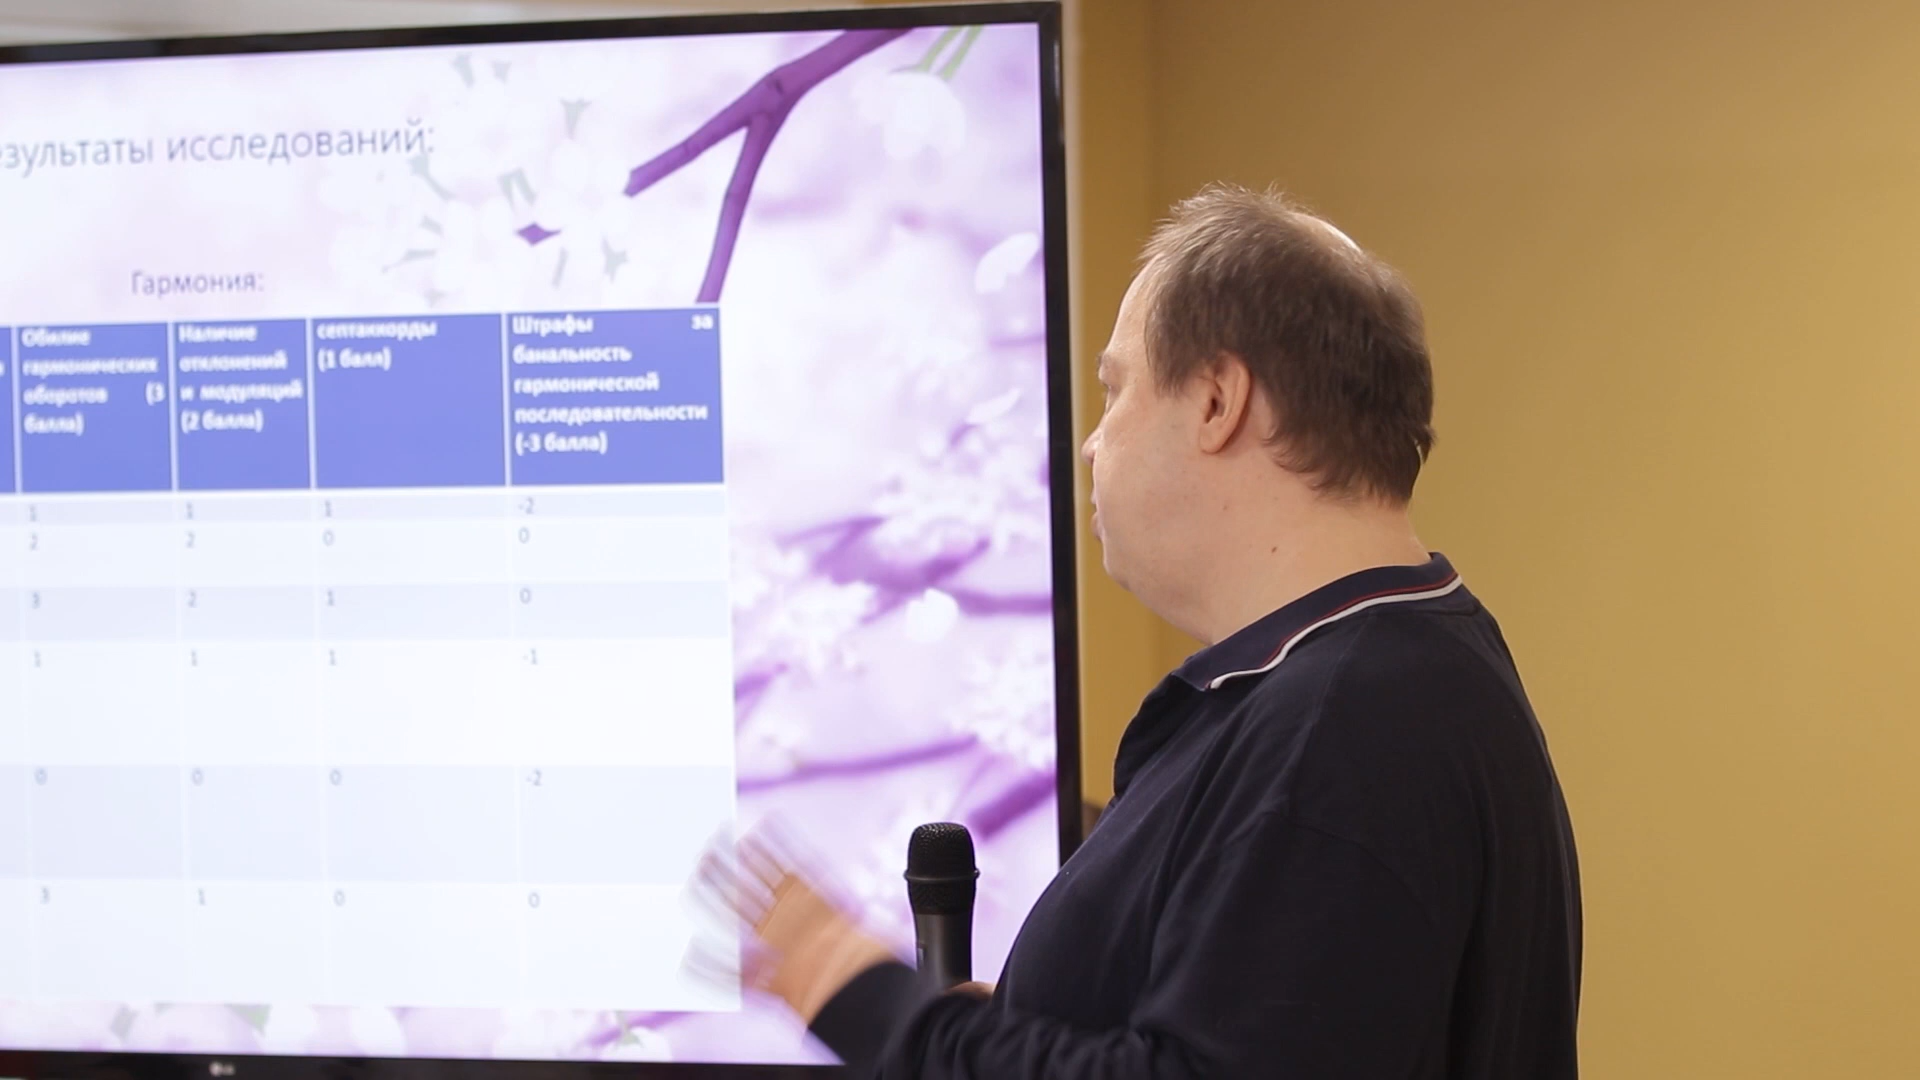 езультаты исследований:
Гармония:
Обилие
гармонических
оборотов (3
балла)
Наличие
отклонений
и модуляций
(2 балла)
септаккорды
(1 балл)
Штрафы за
банальность
гармонической
последовательности
(-3 балла)
1 1 1 -2
2 2 0 0
3 2 1 0
1 1 1 -1
0 0 0 -2
3 1 0 0
LG